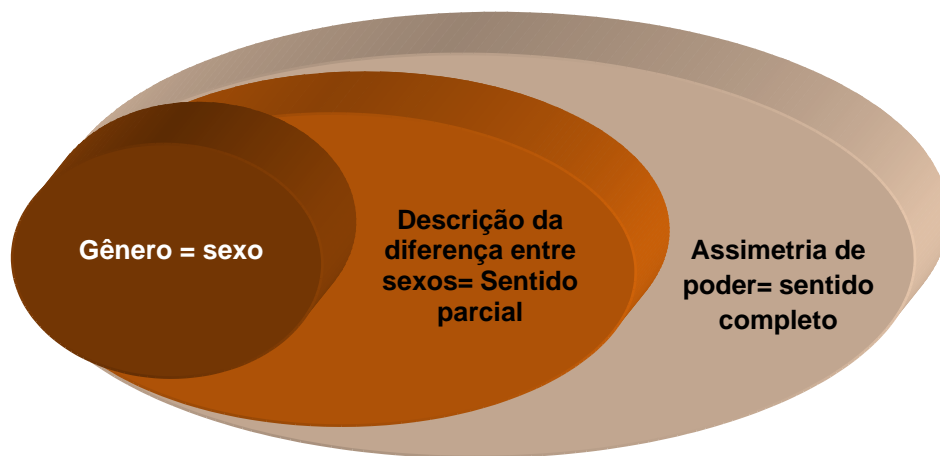 Gênero = sexo
Descrição da
diferença entre
sexos= Sentido
parcial
Assimetria de
poder= sentido
completo